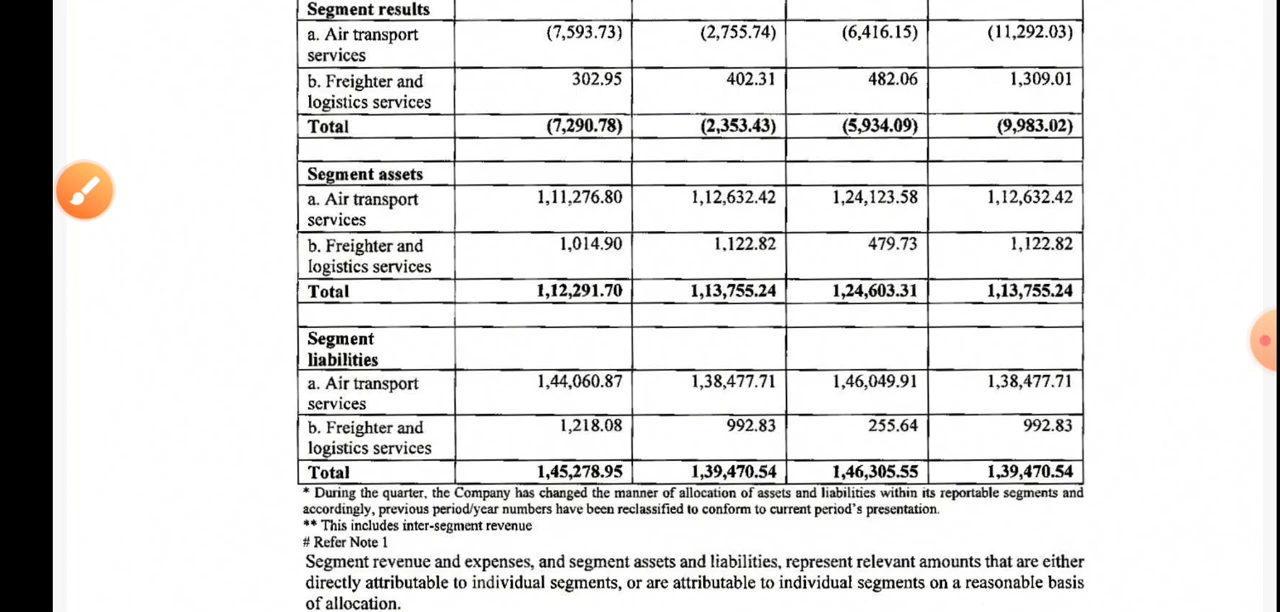 Segment results
a. Air transport (7,593.73) (2,755.74) (6,416.15) (11,292.03)
services
b. Freighter and 302.95 402.31 482.06 1,309.01
logistics services
Total (7,290.78) (2,353.43) (5,934.09) (9,983.02)
Segment assets
a. Air transport 1,11,276.80 1,12,632.42 1,24,123.58 1,12,632.42
services
b. Freighter and 1,014.90 1,122.82 479.73 1,122.82
logistics services
Total 1,12,291.70 1,13,755.24 1,24,603.31 1,13,755.24
Segment
liabilities
a. Air transport 1,44,060.87 1,38,477.71 1,46,049.91 1,38,477.71
services
b. Freighter and 1,218.08 992.83 255.64 992.83
logistics services
Total 1,45,278.95 1,39,470.54 1,46,305.55 1,39,470.54
* During the quarter, the Company has changed the manner of allocation of assets and liabilities within its reportable segments and
accordingly, previous period/year numbers have been reclassified to conform to current period's presentation.
** This includes inter-segment revenue
# Refer Note 1
Segment revenue and expenses, and segment assets and liabilities, represent relevant amounts that are either
directly attributable to individual segments, or are attributable to individual segments on a reasonable basis
of allocation.